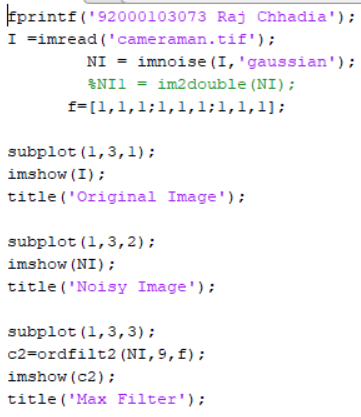 fprintf('92000103073 Raj Chhadia');
I =imread('cameraman.tif');
NI = imnoise(I,'gaussian');
%NI1 = im2double(NI);
f=[1,1,1;1,1,1;1,1,1];
subplot(1,3,1);
imshow(I);
title('Original Image');
subplot(1,3,2);
imshow(NI);
title('Noisy Image');
subplot(1,3,3);
c2=ordfilt2(NI,9,f);
imshow(c2);
title('Max Filter');